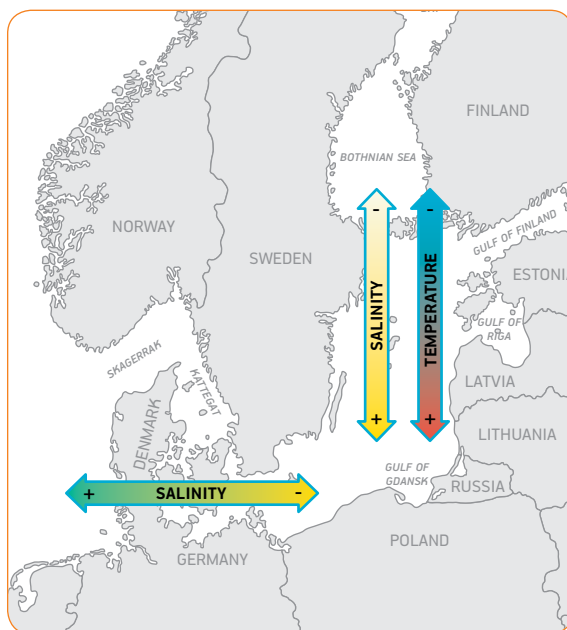 FINLAND
BOTHNIAN SEA
-
-
NORWAY
GULF OF FINLAND
SWEDEN
ESTONIA
SALINITY
TEMPERATURE
GULF OF
RIGA
SKAGERRAK
KATTEGAT
LATVIA
DENMARK
+
+
LITHUANIA
GULF OF
GDANSK
RUSSIA
+ SALINITY -
POLAND
GERMANY